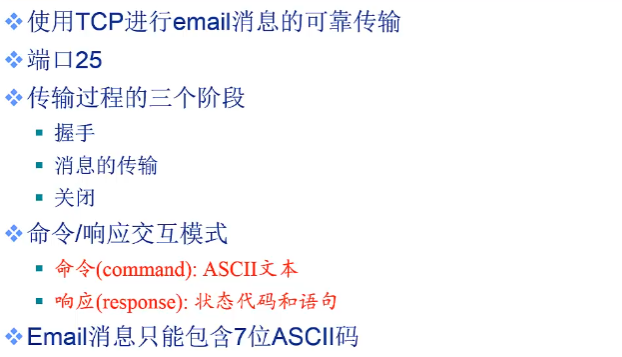 使用TCP进行email消息的可靠传输
端口25
传输过程的三个阶段
握手
消息的传输
关闭
命令/响应交互模式
命令(command): ASCII文本
响应(response): 状态代码和语句
Email消息只能包含7位ASCII码